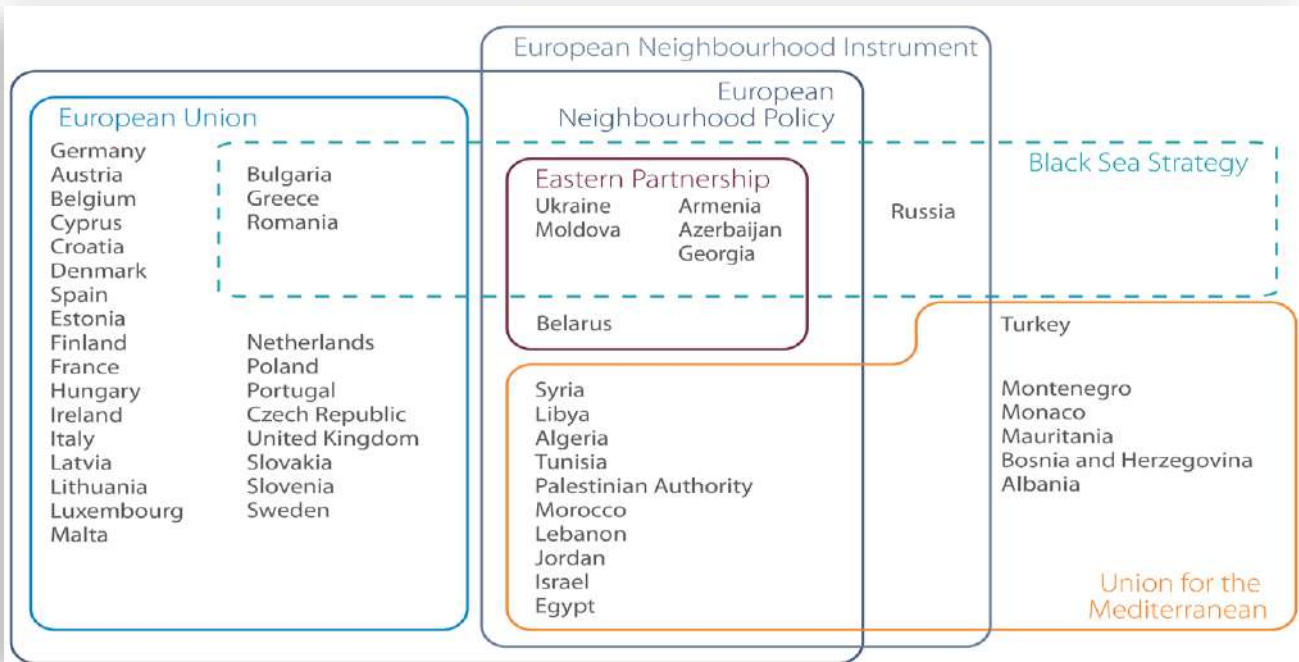 European Neighbourhood Instrument
European
Neighbourhood Policy
European Union
Germany
Austria
Belgium
Cyprus
Croatia
Denmark
Spain
Estonia
Finland
France
Hungary
Ireland
Italy
Latvia
Lithuania
Luxembourg
Malta
Bulgaria
Greece
Romania
Netherlands
Poland
Portugal
Czech Republic
United Kingdom
Slovakia
Slovenia
Sweden
Eastern Partnership
Ukraine
Moldova
Armenia
Azerbaijan
Georgia
Belarus
Russia
Black Sea Strategy
Syria
Libya
Algeria
Tunisia
Palestinian Authority
Morocco
Lebanon
Jordan
Israel
Egypt
Turkey
Montenegro
Monaco
Mauritania
Bosnia and Herzegovina
Albania
Union for the
Mediterranean